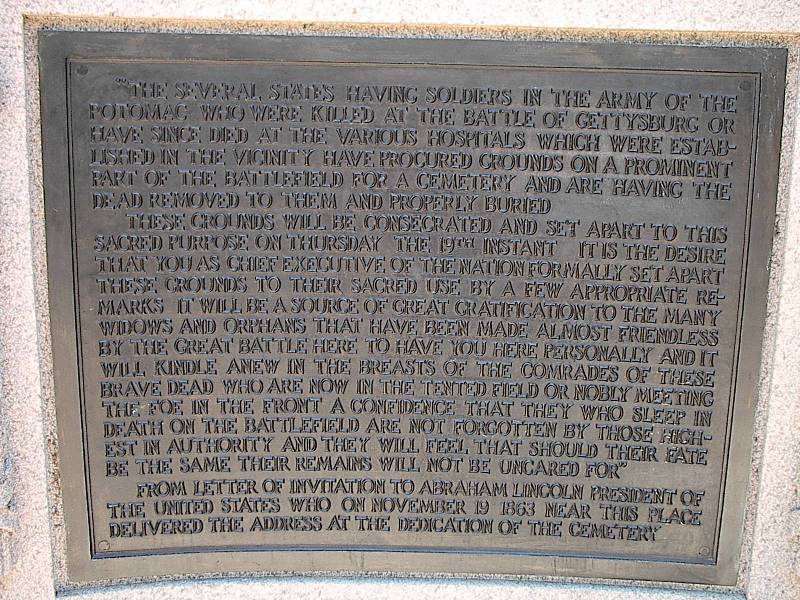 "THE SEVERAL STATES HAVING SOLDIERS IN THE ARMY OF THE
POTOMAC WHO WERE KILLED AT THE BATTLE OF GETTYSBURG OR
HAVE SINCE DIED AT THE VARIOUS HOSPITALS WHICH WERE ESTAB-
LISHED IN THE VICINITY HAVE PROCURED GROUNDS ON A PROMINENT
PART OF THE BATTLEFIELD FOR A CEMETERY AND ARE HAVING THE
DEAD REMOVED TO THEM AND PROPERLY BURIED
THESE GROUNDS WILL BE CONSECRATED AND SET APART TO THIS
SACRED PURPOSE ON THURSDAY THE 19TH INSTANT IT IS THE DESIRE
THAT YOU AS CHIEF EXECUTIVE OF THE NATION FORMALLY SET APART
THESE GROUNDS TO THEIR SACRED USE BY A FEW APPROPRIATE RE-
MARKS IT WILL BE A SOURCE OF GREAT GRATIFICATION TO THE MANY
WIDOWS AND ORPHANS THAT HAVE BEEN MADE ALMOST FRIENDLESS
BY THE GREAT BATTLE HERE TO HAVE YOU HERE PERSONALLY AND IT
WILL KINDLE ANEW IN THE BREASTS OF THE COMRADES OF THESE
BRAVE DEAD WHO ARE NOW IN THE TENTED FIELD OR NOBLY MEETING
THE FOE IN THE FRONT A CONFIDENCE THAT THEY WHO SLEEP IN
DEATH ON THE BATTLEFIELD ARE NOT FORGOTTEN BY THOSE HIGH-
EST IN AUTHORITY AND THEY WILL FEEL THAT SHOULD THEIR FATE
BE THE SAME THEIR REMAINS WILL NOT BE UNCARED FOR"
FROM LETTER OF INVITATION TO ABRAHAM LINCOLN PRESIDENT OF
THE UNITED STATES WHO ON NOVEMBER 19 1863 NEAR THIS PLACE
DELIVERED THE ADDRESS AT THE DEDICATION OF THE CEMETERY